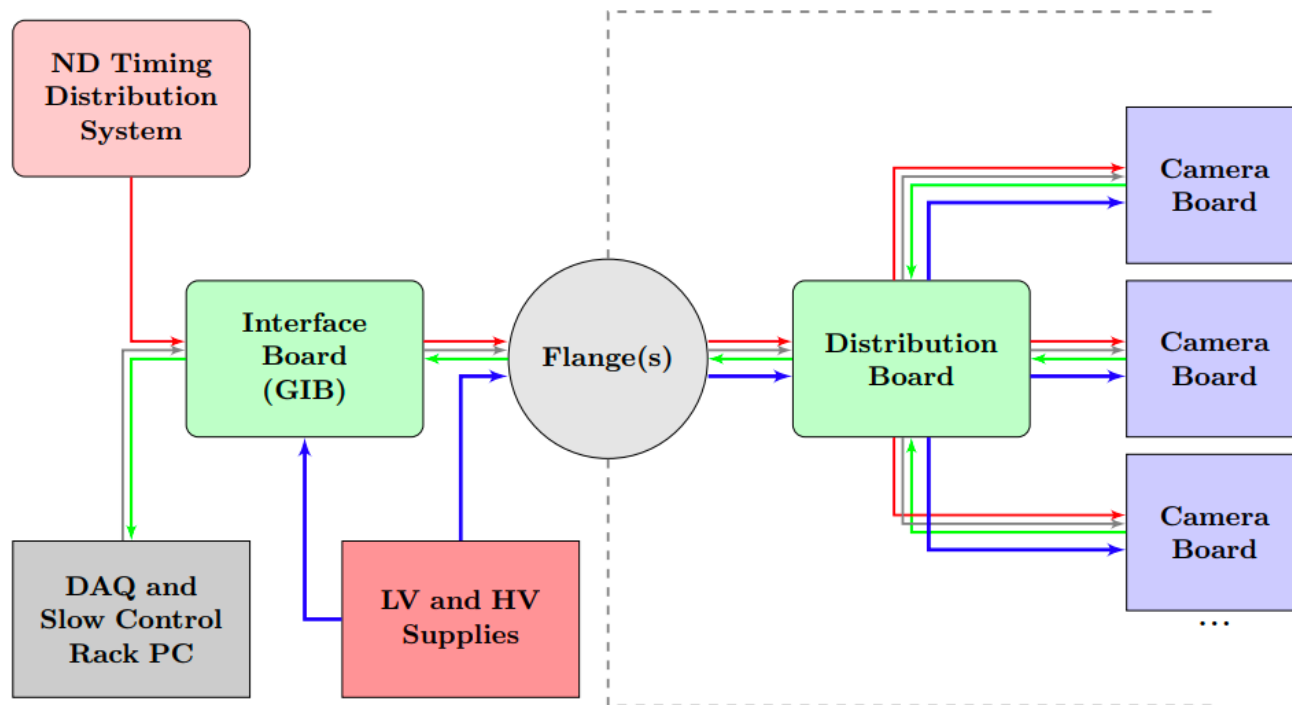 ND Timing
Distribution
System
Interface
Board
(GIB)
Flange(s)
Distribution
Board
Camera
Board
Camera
Board
Camera
Board
...
DAQ and
Slow Control
Rack PC
LV and HV
Supplies